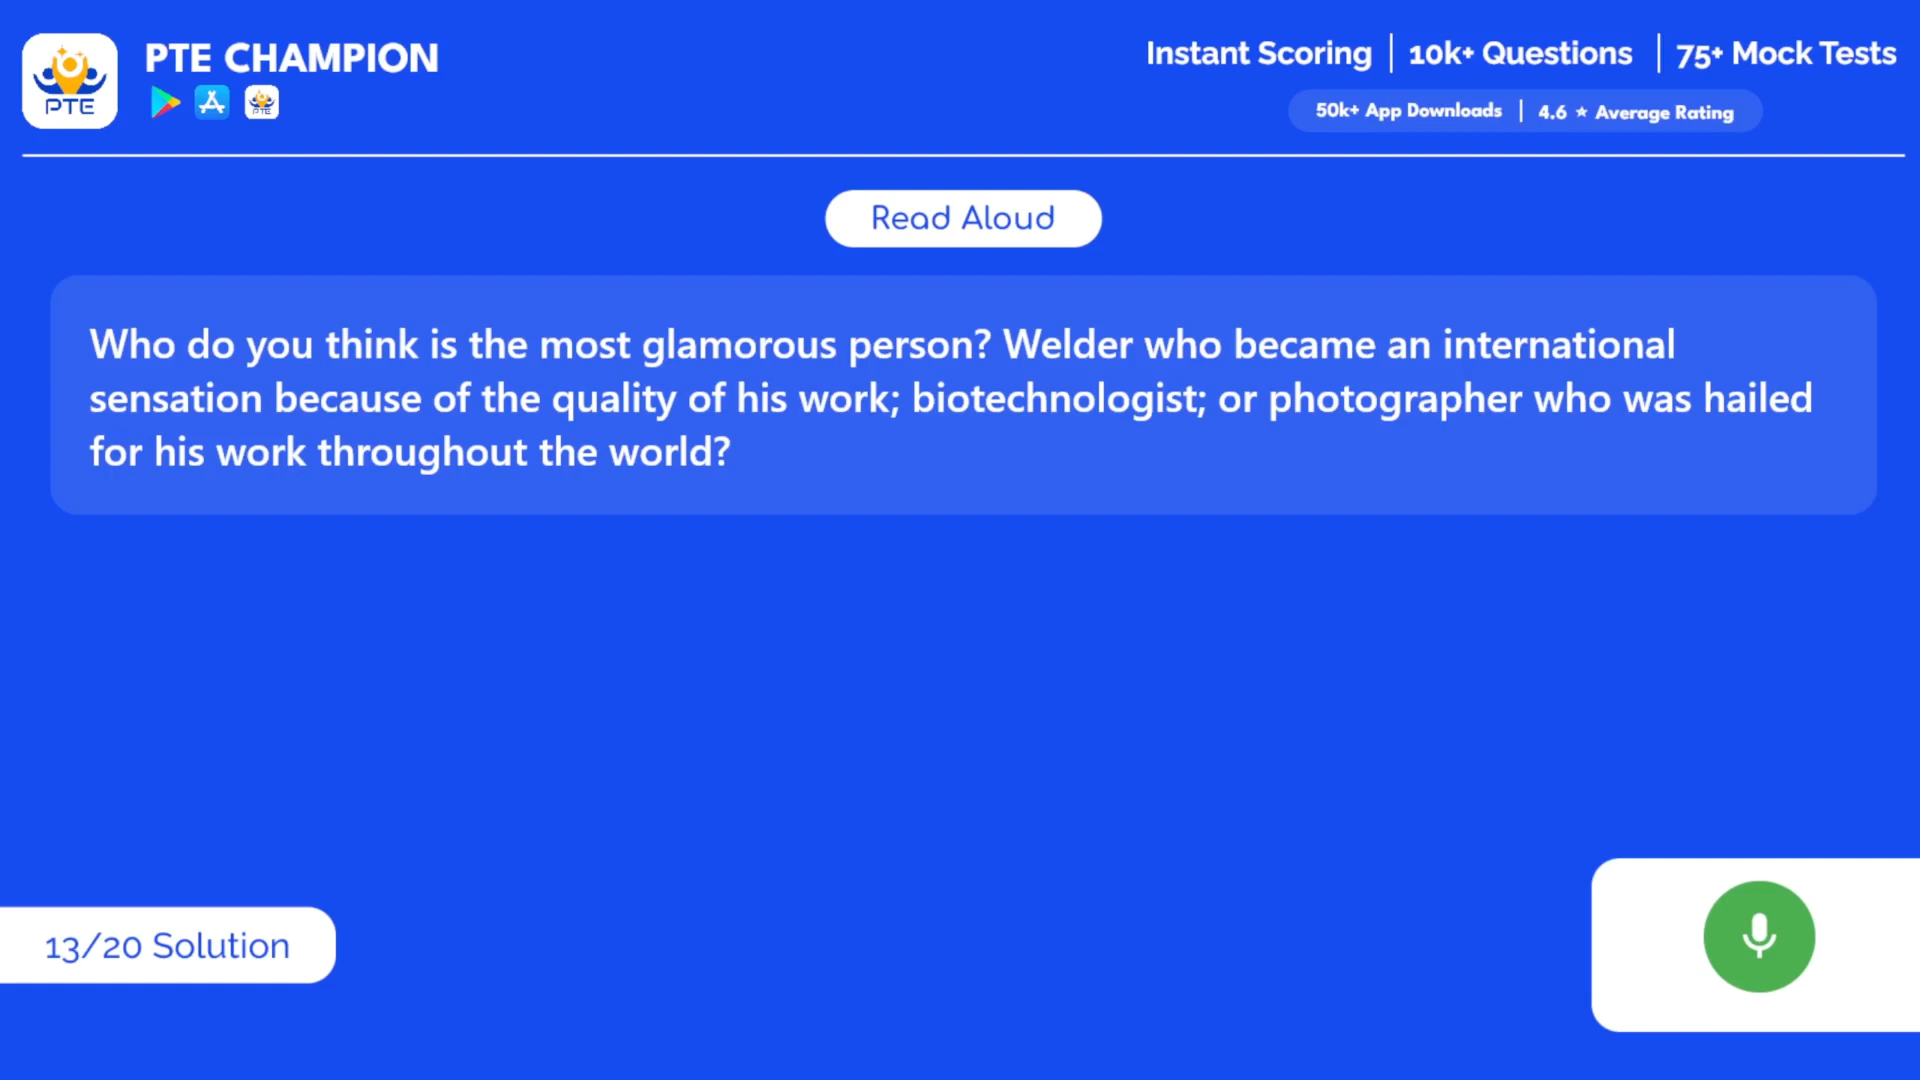 PTE CHAMPION
PTE
PTE
Instant Scoring | 10k+ Questions | 75+ Mock Tests
50k+ App Downloads | 4.6 ★ Average Rating
Read Aloud
Who do you think is the most glamorous person? Welder who became an international
sensation because of the quality of his work; biotechnologist; or photographer who was hailed
for his work throughout the world?
13/20 Solution